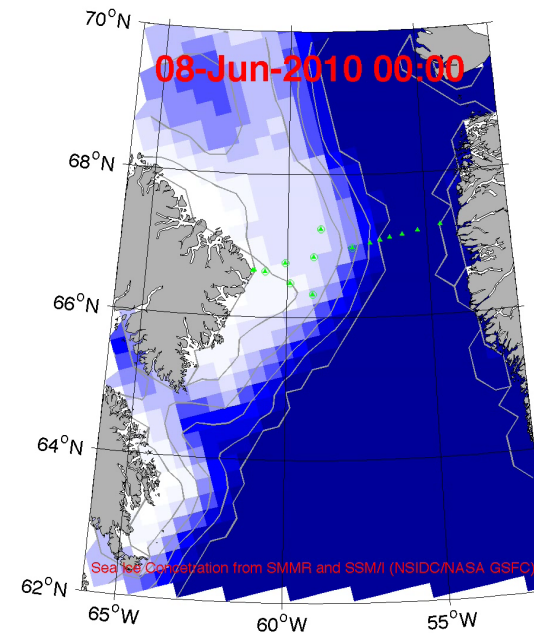 70°N
08-Jun-2010 00:00
68°N
66°N
64°N
Sea Ice Concetration from SMMR and SSM/I (NSIDC/NASA GSFC)
62°N
65°W
60°W
55°W